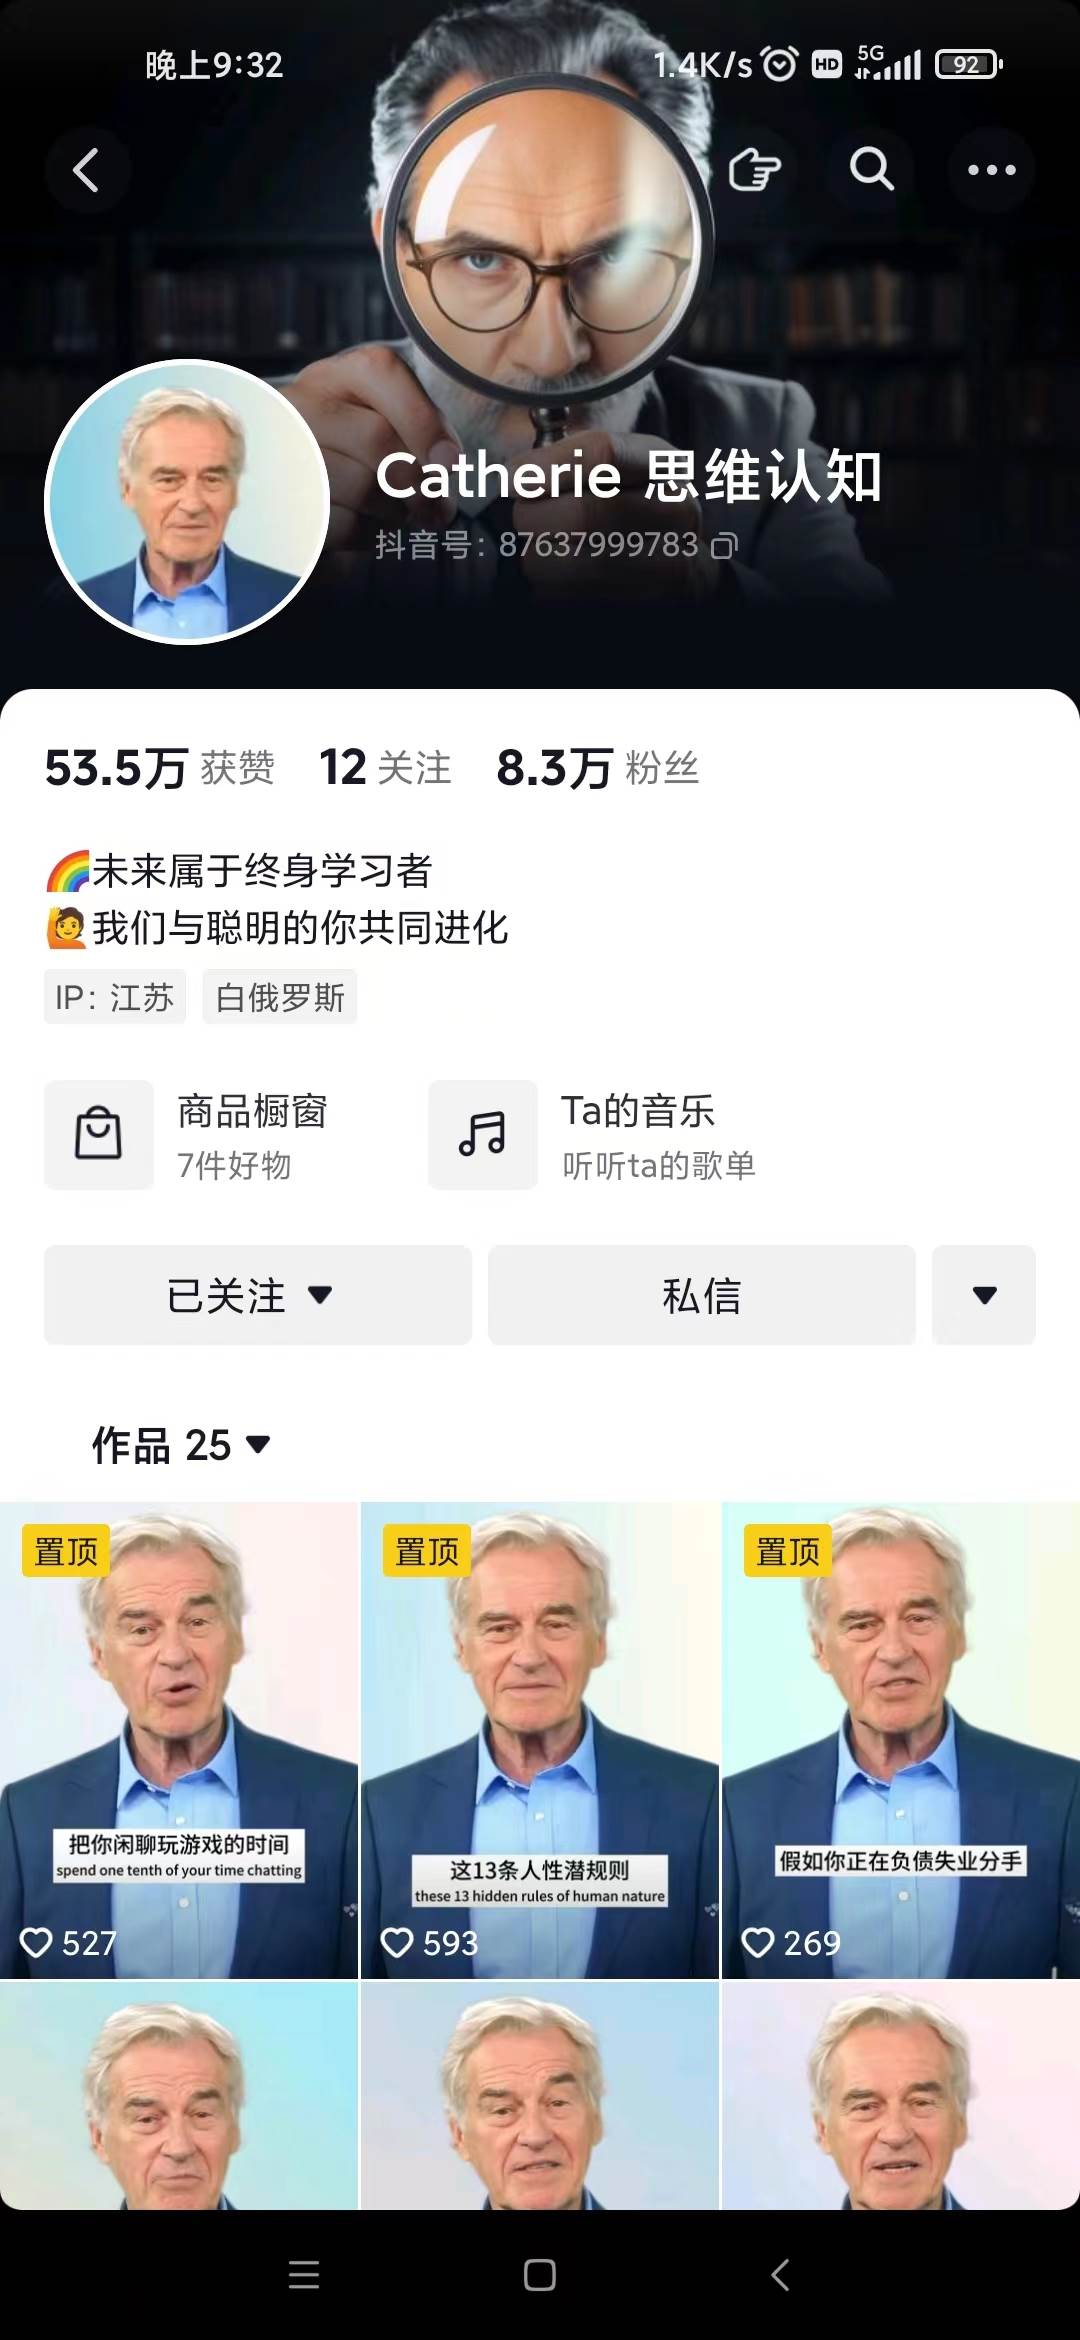 晚上9:32
1.4K/s HD 5G 92
Catherie 思维认知
抖音号：87637999783
53.5万 获赞 12 关注 8.3万 粉丝
🌈未来属于终身学习者
🙋我们与聪明的你共同进化
IP：江苏 白俄罗斯
商品橱窗
7件好物
Ta的音乐
听听ta的歌单
已关注
私信
作品 25
置顶
把你闲聊玩游戏的时间
spend one tenth of your time chatting
527
置顶
这13条人性潜规则
these 13 hidden rules of human nature
593
置顶
假如你正在负债失业分手
269